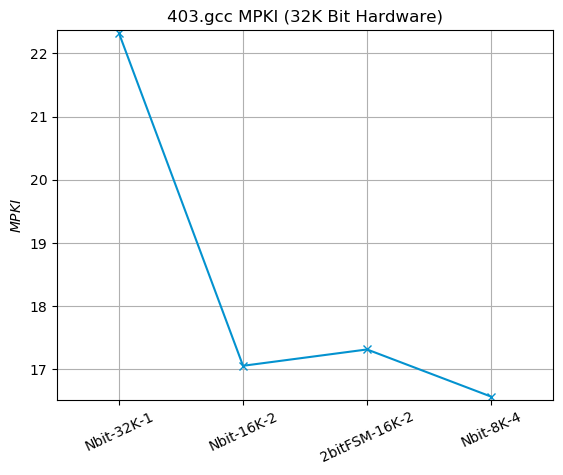 403.gcc MPKI (32K Bit Hardware)
22
21
20
19
18
17
MPKI
Nbit-32K-1
Nbit-16K-2
2bitFSM-16K-2
Nbit-8K-4